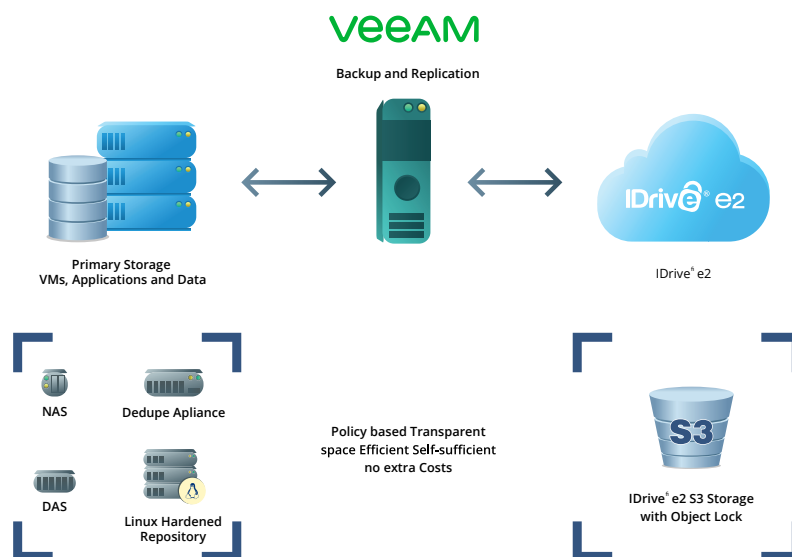 veeAM
Backup and Replication
IDrive® e2
Primary Storage
VMs, Applications and Data
IDrive® e2
NAS
Dedupe Apliance
DAS
Linux Hardened
Repository
Policy based Transparent
space Efficient Self-sufficient
no extra Costs
S3
IDrive® e2 S3 Storage
with Object Lock